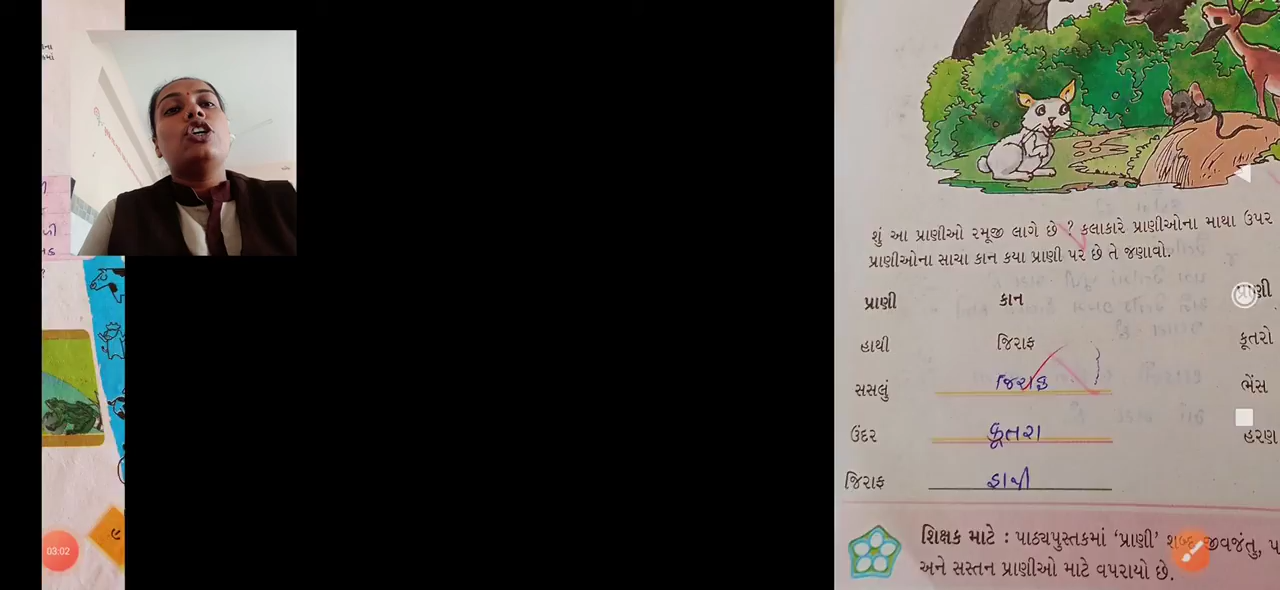 શું આ પ્રાણીઓ રમૂજી લાગે છે ? કલાકારે પ્રાણીઓના માથા ઉપર
પ્રાણીઓના સાચા કાન કયા પ્રાણી પર છે તે જણાવો.
પ્રાણી કાન પ્રાણી
હાથી જિરાફ કૂતરો
સસલું જિરાફ ભેંસ
ઉંદર કૂતરા હરણ
જિરાફ હાથી
શિક્ષક માટે : પાઠ્યપુસ્તકમાં ‘પ્રાણી’ શબ્દ જીવજંતુ,
અને સસ્તન પ્રાણીઓ માટે વપરાયો છે.
03:02